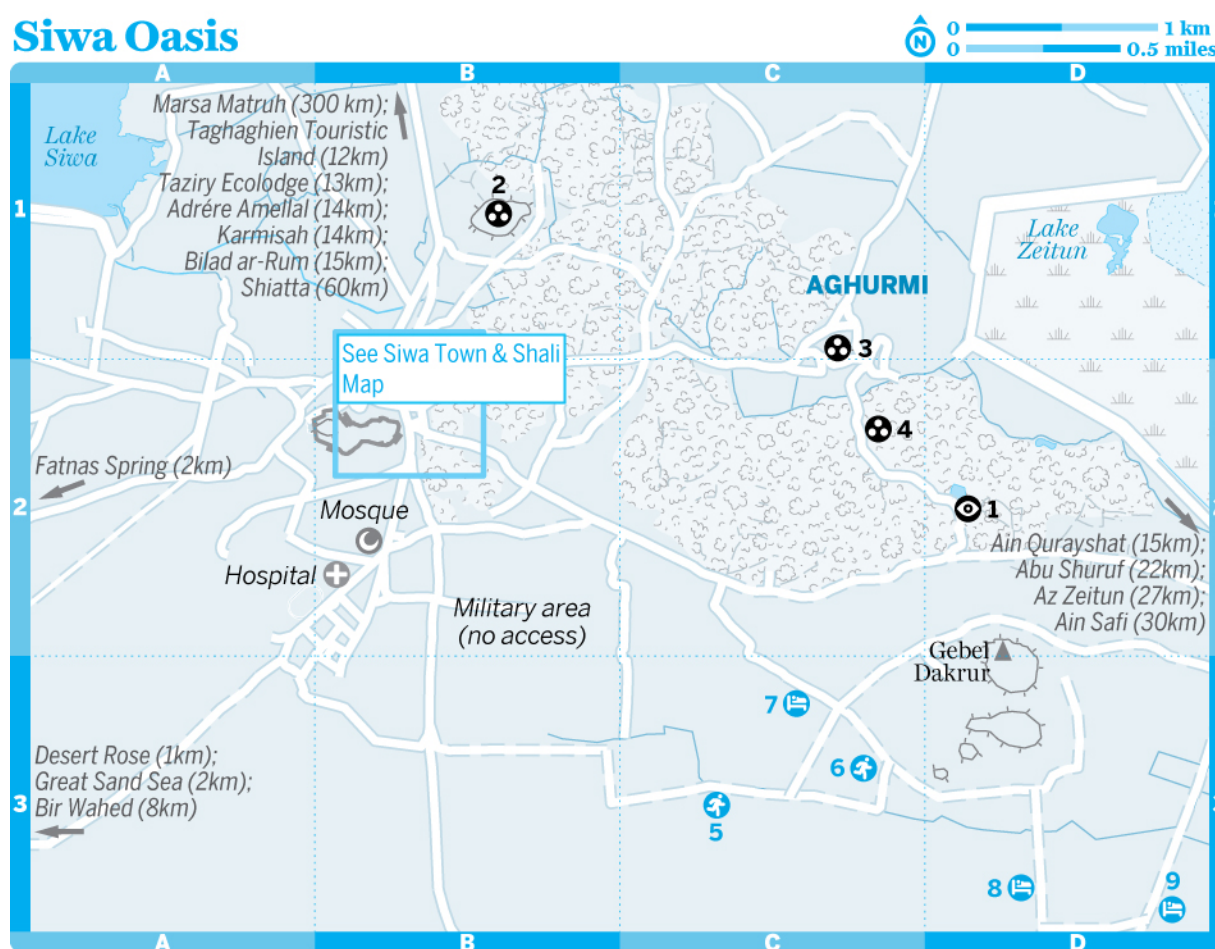 Siwa Oasis
N
0 1 km
0 0.5 miles
A B C D
Lake
Siwa
Marsa Matruh (300 km);
Taghaghien Touristic
Island (12km)
Taziry Ecolodge (13km);
Adrére Amellal (14km);
Karmisah (14km);
Bilad ar-Rum (15km);
Shiatta (60km)
1
2
Lake
Zeitun
AGHURMI
3
See Siwa Town & Shali
Map
4
Fatnas Spring (2km)
2
Mosque
1
Hospital
Ain Qurayshat (15km);
Abu Shuruf (22km);
Az Zeitun (27km);
Ain Safi (30km)
Military area
(no access)
Gebel
Dakrur
7
6
Desert Rose (1km);
Great Sand Sea (2km);
Bir Wahed (8km)
3
5
8
9
A B C D